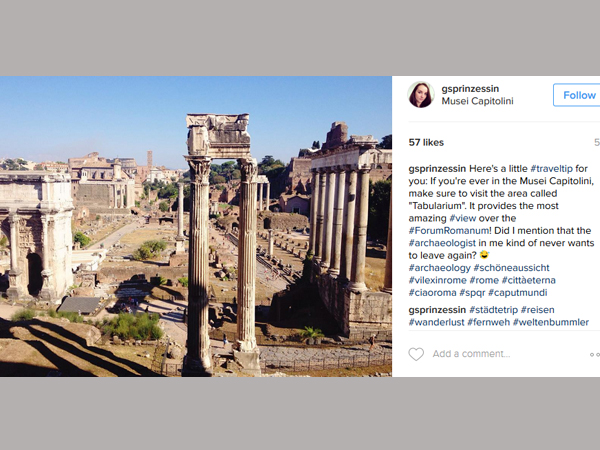 gsprinzessin
Musei Capitolini
Follow
57 likes
5
gsprinzessin Here's a little #traveltip for
you: If you're ever in the Musei Capitolini,
make sure to visit the area called
"Tabularium". It provides the most
amazing #view over the
#ForumRomanum! Did I mention that the
#archaeologist in me kind of never wants
to leave again? 😜
#archaeology #schöneaussicht
#vilexinrome #rome #cittàeterna
#ciaoroma #spqr #caputmundi
gsprinzessin #städtetrip #reisen
#wanderlust #fernweh #weltenbummler
Add a comment...